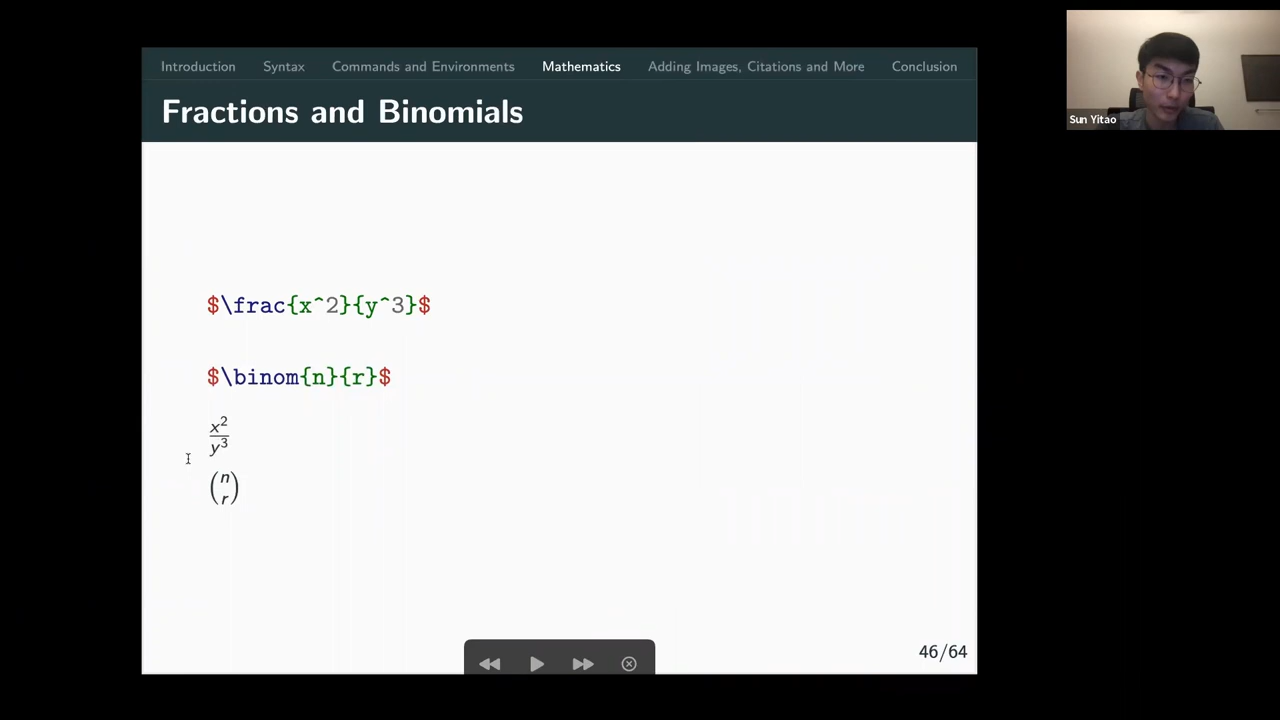 Introduction Syntax Commands and Environments Mathematics Adding Images, Citations and More Conclusion
Fractions and Binomials
$\frac{x^2}{y^3}$
$\binom{n}{r}$
x²
y³
(n
r)
46/64
Sun Yitao